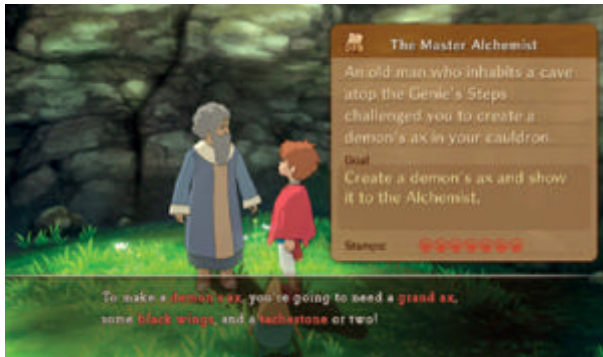 The Master Alchemist
An old man who inhabits a cave
atop the Genie's Steps
challenged you to create a
demon's ax in your cauldron.
Goal
Create a demon's ax and show
it to the Alchemist.
Stamps:
To make a demon's ax, you're going to need a grand ax,
some black wings, and a tachestone or two!